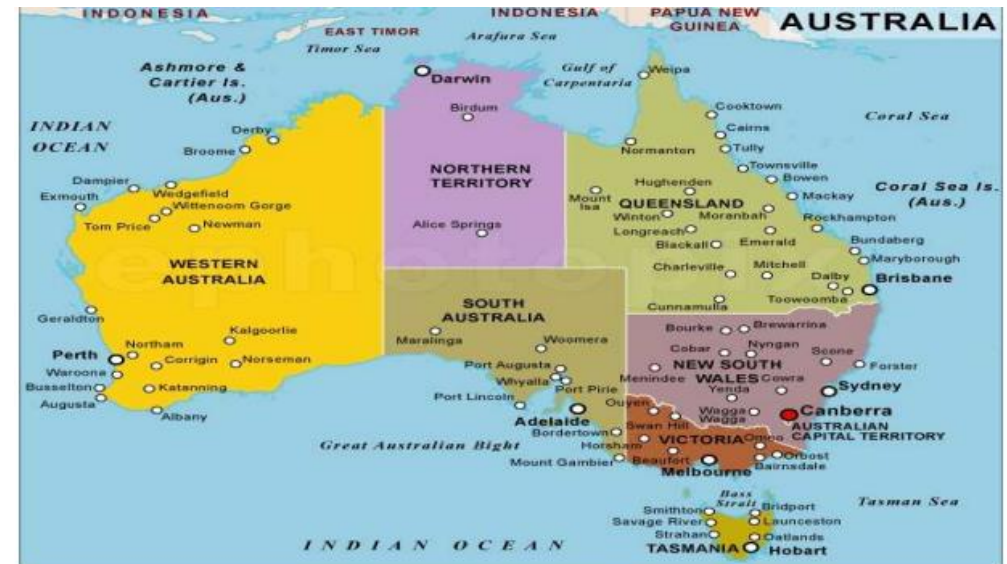 INDONESIA
INDONESIA
PAPUA NEW
GUINEA
AUSTRALIA
EAST TIMOR
Timor Sea
Arafura Sea
Ashmore &
Cartier Is.
(Aus.)
Darwin
Gulf of
Carpentaria
Weipa
Birdum
Cooktown
Coral Sea
INDIAN
OCEAN
Derby
Broome
Cairns
Tully
Normanton
Townsville
NORTHERN
TERRITORY
Dampier
Exmouth
Wedgefield
Wittenoom Gorge
Tom Price
Newman
Hughenden
Bowen
Mount
Isa
QUEENSLAND
Mackay
Coral Sea Is.
(Aus.)
Winton
Moranbah
Rockhampton
Alice Springs
Longreach
Blackall
Emerald
Bundaberg
Maryborough
WESTERN
AUSTRALIA
Charleville
Mitchell
Dalby
Brisbane
Toowoomba
Cunnamulla
SOUTH
AUSTRALIA
Geraldton
Kalgoorlie
Maralinga
Woomera
Bourke
Brewarrina
Perth
Northam
Corrigin
Norseman
Cobar
Nyngan
Scone
Waroona
Port Augusta
NEW SOUTH
WALES
Forster
Busselton
Katanning
Whyalla
Port Pirie
Menindee
Cowra
Sydney
Augusta
Albany
Port Lincoln
Yenda
Ouyen
Wagga
Wagga
Canberra
Adelaide
Swan Hill
AUSTRALIAN
CAPITAL TERRITORY
Great Australian Bight
Bordertown
Horsham
VICTORIA
Omno
Orbost
Mount Gambier
Beaufort
Bairnsdale
Melbourne
Bass
Strait
Tasman Sea
Smithton
Bridport
Savage River
Launceston
Strahan
Oatlands
INDIAN OCEAN
TASMANIA
Hobart